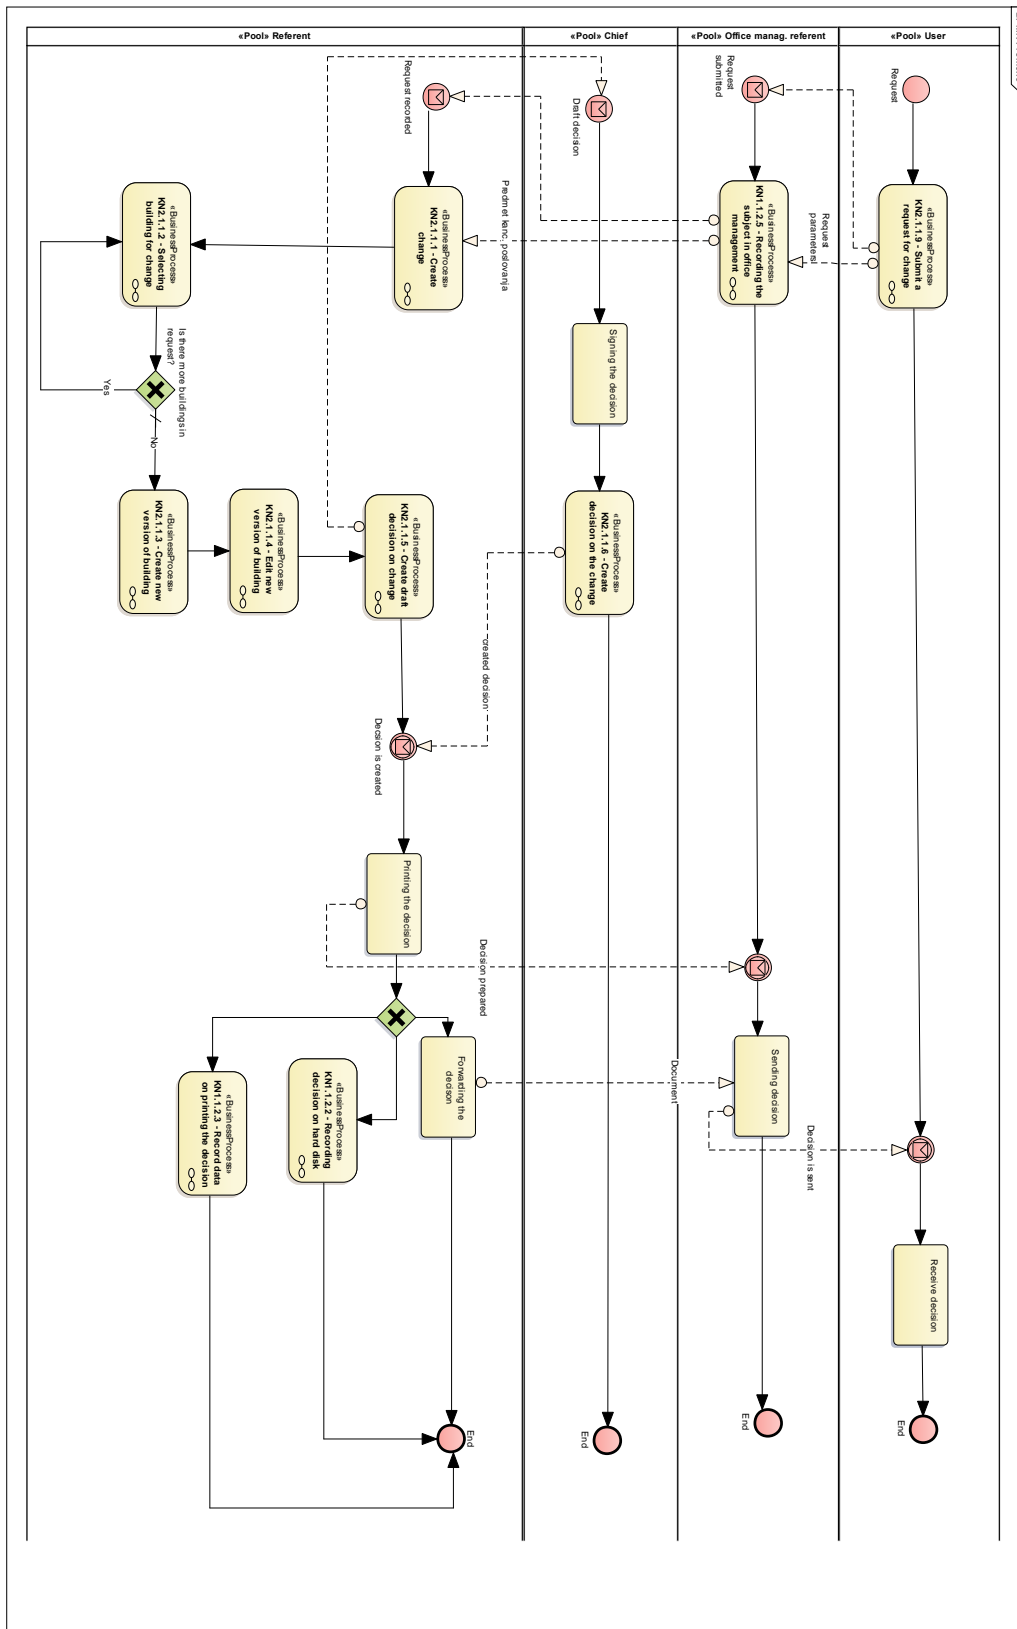 «Pool» Referent
«Pool» Chief
«Pool» Office manag. referent
«Pool» User
Request
«BusinessProcess»
KN2.1.1.9 - Submit a
request for change
Receive decision
End
Request
submitted
Request
parameters!
«BusinessProcess»
KN1.1.2.5 - Recording the
subject in office
management
Sending decision
Decision is sent
End
Draft decision
Signing the decision
«BusinessProcess»
KN2.1.1.6 - Create
decision on the change
Document
End
Request recorded
Predmet kanc. poslovanja
«BusinessProcess»
KN2.1.1.1 - Create
change
«BusinessProcess»
KN2.1.1.2 - Selecting
building for change
Is there more buildings in
request?
Yes
No
«BusinessProcess»
KN2.1.1.3 - Create new
version of building
«BusinessProcess»
KN2.1.1.4 - Edit new
version of building
«BusinessProcess»
KN2.1.1.5 - Create draft
decision on change
created decision:
Decsion is created
Printing the decision
Decision prepared
Forwarding the
decison
«BusinessProcess»
KN1.1.2.2 - Recording
decision on hard disk
«BusinessProcess»
KN1.1.2.3 - Record data
on printing the decision
End